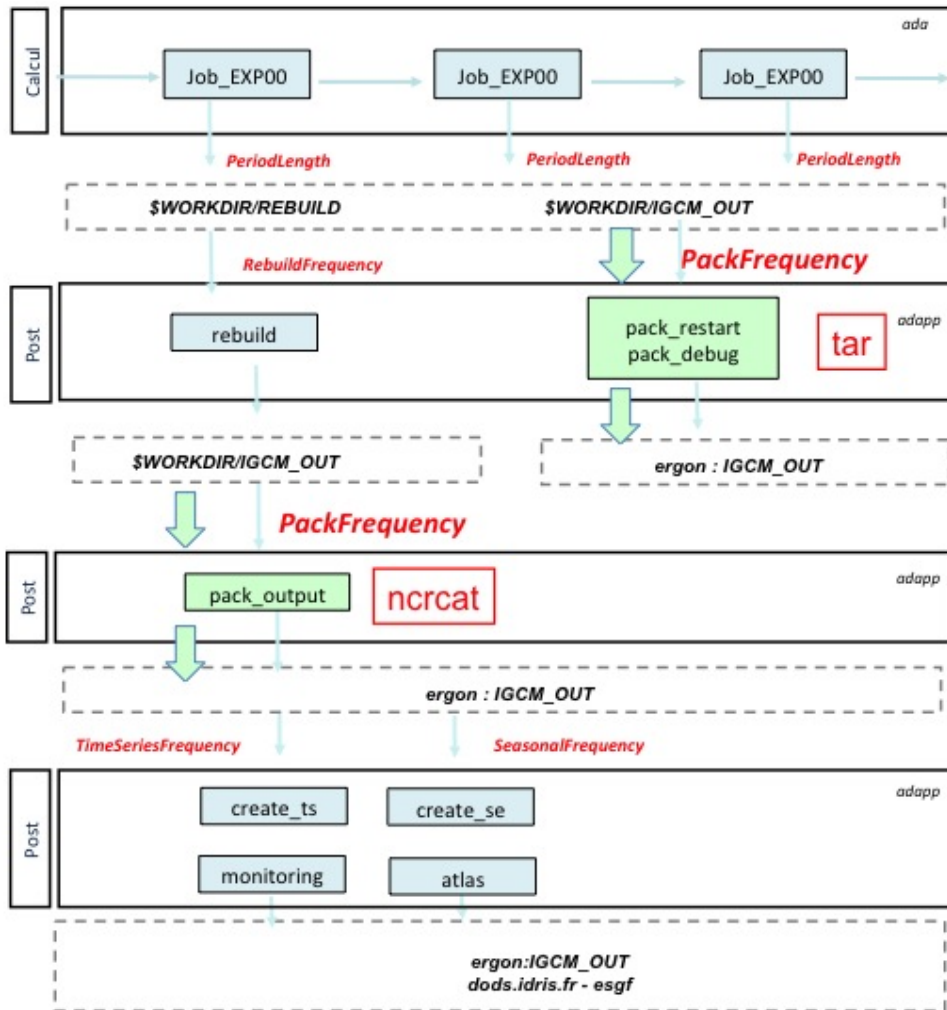 Calcul
ada
Job_EXP00
Job_EXP00
Job_EXP00
PeriodLength
PeriodLength
PeriodLength
$WORKDIR/REBUILD
$WORKDIR/IGCM_OUT
RebuildFrequency
PackFrequency
Post
adapp
rebuild
pack_restart
pack_debug
tar
$WORKDIR/IGCM_OUT
ergon : IGCM_OUT
PackFrequency
Post
adapp
pack_output
ncrcat
ergon : IGCM_OUT
TimeSeriesFrequency
SeasonalFrequency
Post
adapp
create_ts
create_se
monitoring
atlas
ergon:IGCM_OUT
dods.idris.fr - esgf